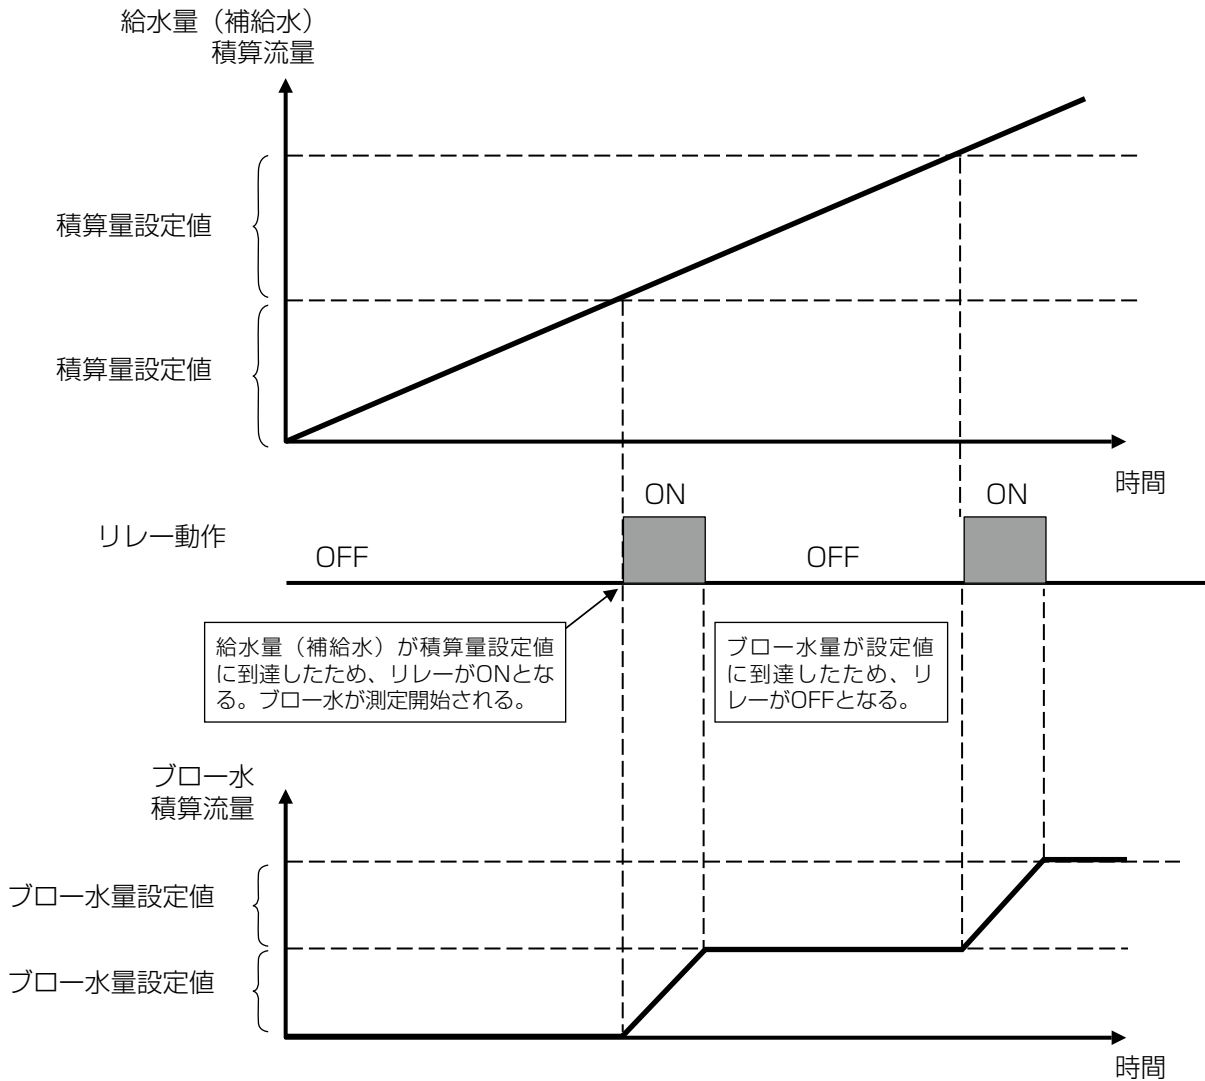 給水量（補給水）
積算流量
積算量設定値
積算量設定値
時間
リレー動作
OFF
ON
OFF
ON
給水量（補給水）が積算量設定値
に到達したため、リレーがONとな
る。ブロー水が測定開始される。
ブロー水量が設定値
に到達したため、リ
レーがOFFとなる。
ブロー水
積算流量
ブロー水量設定値
ブロー水量設定値
時間